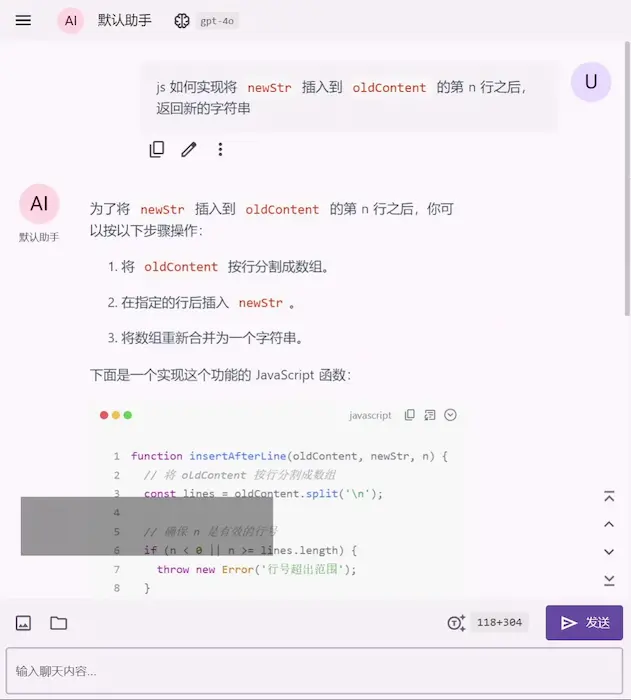 AI 默认助手 gpt-4o
js 如何实现将 newStr 插入到 oldContent 的第 n 行之后，
返回新的字符串
U
AI
默认助手
为了将 newStr 插入到 oldContent 的第 n 行之后，你可
以按以下步骤操作：
1. 将 oldContent 按行分割成数组。
2. 在指定的行后插入 newStr 。
3. 将数组重新合并为一个字符串。
下面是一个实现这个功能的 JavaScript 函数：
javascript
1 function insertAfterLine(oldContent, newStr, n) {
2 // 将 oldContent 按行分割成数组
3 const lines = oldContent.split('\n');
4
5 // 确保 n 是有效的行号
6 if (n < 0 || n >= lines.length) {
7 throw new Error('行号超出范围');
8 }
118+304
发送
输入聊天内容...